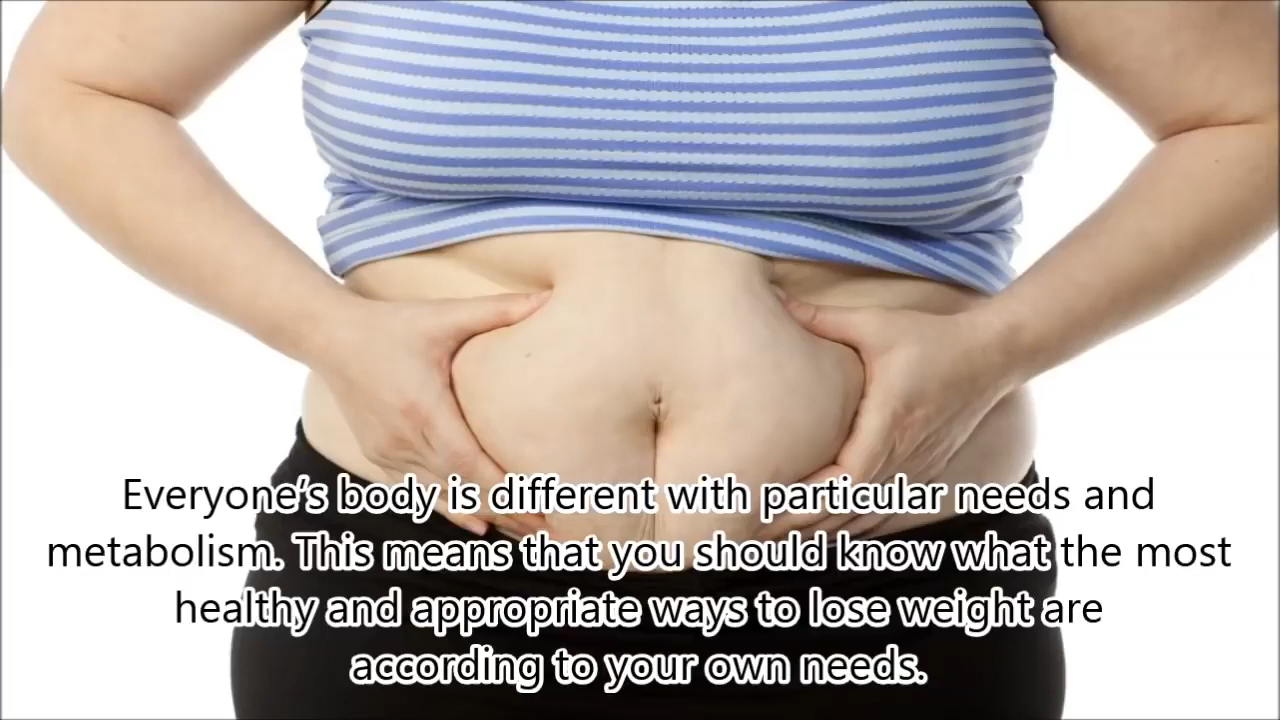 Everyone’s body is different with particular needs and
metabolism. This means that you should know what the most
healthy and appropriate ways to lose weight are
according to your own needs.